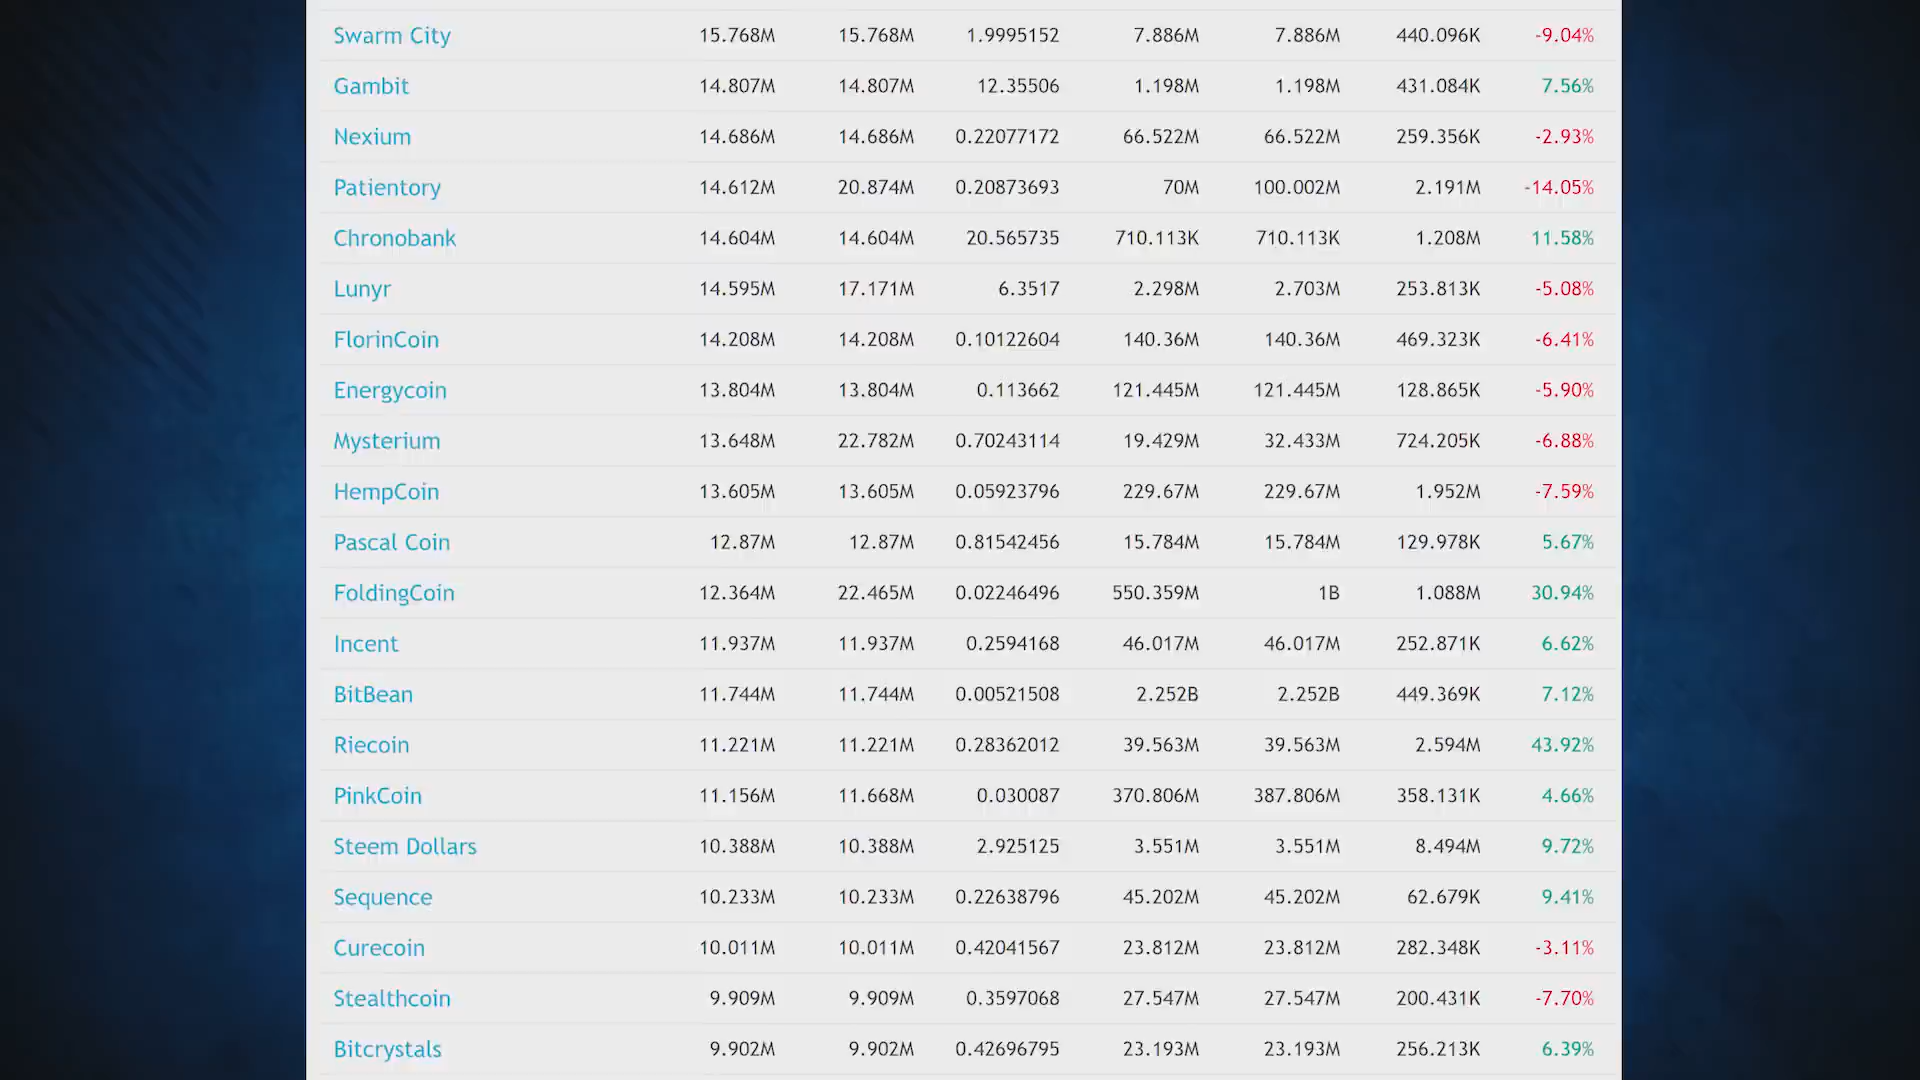 Swarm City 15.768M 15.768M 1.9995152 7.886M 7.886M 440.096K -9.04%
Gambit 14.807M 14.807M 12.35506 1.198M 1.198M 431.084K 7.56%
Nexium 14.686M 14.686M 0.22077172 66.522M 66.522M 259.356K -2.93%
Patientory 14.612M 20.874M 0.20873693 70M 100.002M 2.191M -14.05%
Chronobank 14.604M 14.604M 20.565735 710.113K 710.113K 1.208M 11.58%
Lunyr 14.595M 17.171M 6.3517 2.298M 2.703M 253.813K -5.08%
FlorinCoin 14.208M 14.208M 0.10122604 140.36M 140.36M 469.323K -6.41%
Energycoin 13.804M 13.804M 0.113662 121.445M 121.445M 128.865K -5.90%
Mysterium 13.648M 22.782M 0.70243114 19.429M 32.433M 724.205K -6.88%
HempCoin 13.605M 13.605M 0.05923796 229.67M 229.67M 1.952M -7.59%
Pascal Coin 12.87M 12.87M 0.81542456 15.784M 15.784M 129.978K 5.67%
FoldingCoin 12.364M 22.465M 0.02246496 550.359M 1B 1.088M 30.94%
Incent 11.937M 11.937M 0.2594168 46.017M 46.017M 252.871K 6.62%
BitBean 11.744M 11.744M 0.00521508 2.252B 2.252B 449.369K 7.12%
Riecoin 11.221M 11.221M 0.28362012 39.563M 39.563M 2.594M 43.92%
PinkCoin 11.156M 11.668M 0.030087 370.806M 387.806M 358.131K 4.66%
Steem Dollars 10.388M 10.388M 2.925125 3.551M 3.551M 8.494M 9.72%
Sequence 10.233M 10.233M 0.22638796 45.202M 45.202M 62.679K 9.41%
Curecoin 10.011M 10.011M 0.42041567 23.812M 23.812M 282.348K -3.11%
Stealthcoin 9.909M 9.909M 0.3597068 27.547M 27.547M 200.431K -7.70%
Bitcrystals 9.902M 9.902M 0.42696795 23.193M 23.193M 256.213K 6.39%